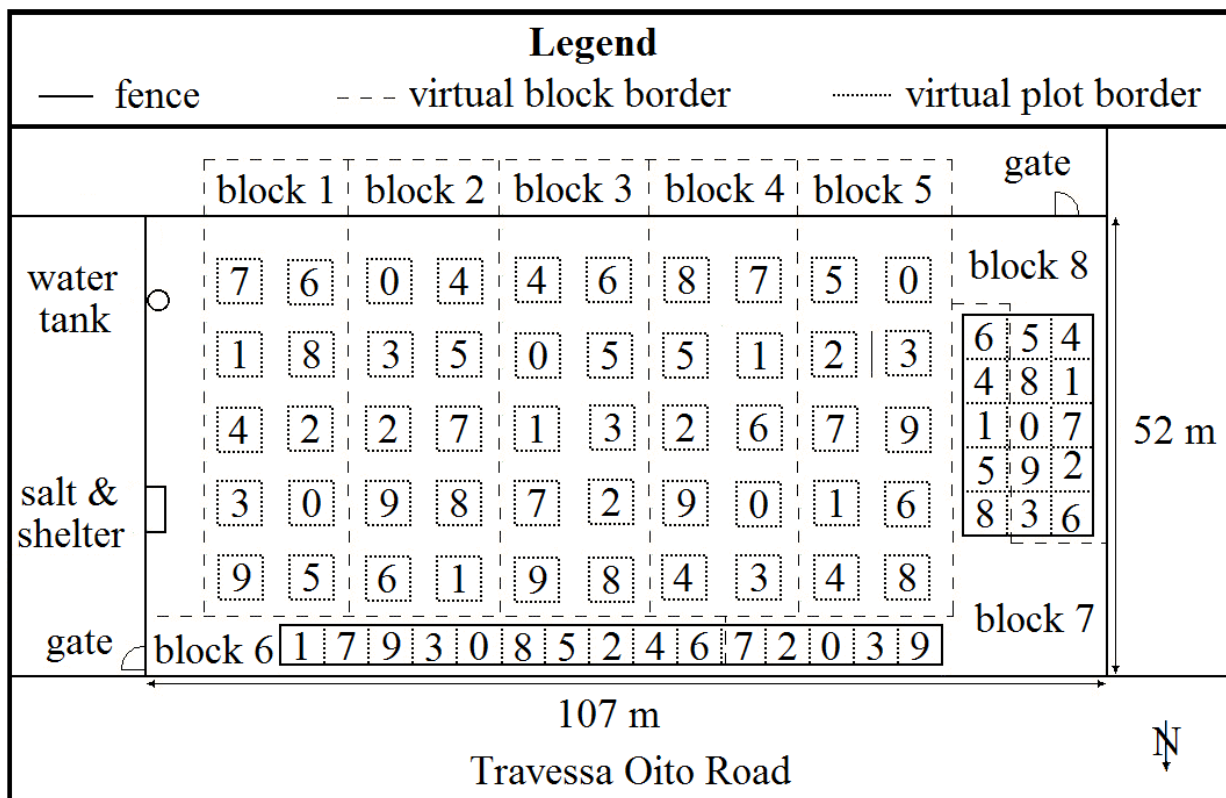 Legend
fence virtual block border virtual plot border
gate
block 1 block 2 block 3 block 4 block 5
water
tank
block 8
7 6 0 4 4 6 8 7 5 0
6 5 4
1 8 3 5 0 5 5 1 2 3
4 8 1
4 2 2 7 1 3 2 6 7 9
1 0 7
52 m
salt &
shelter
3 0 9 8 7 2 9 0 1 6
5 9 2
8 3 6
9 5 6 1 9 8 4 3 4 8
block 7
gate
block 6 1 7 9 3 0 8 5 2 4 6 7 2 0 3 9
107 m
N
Travessa Oito Road